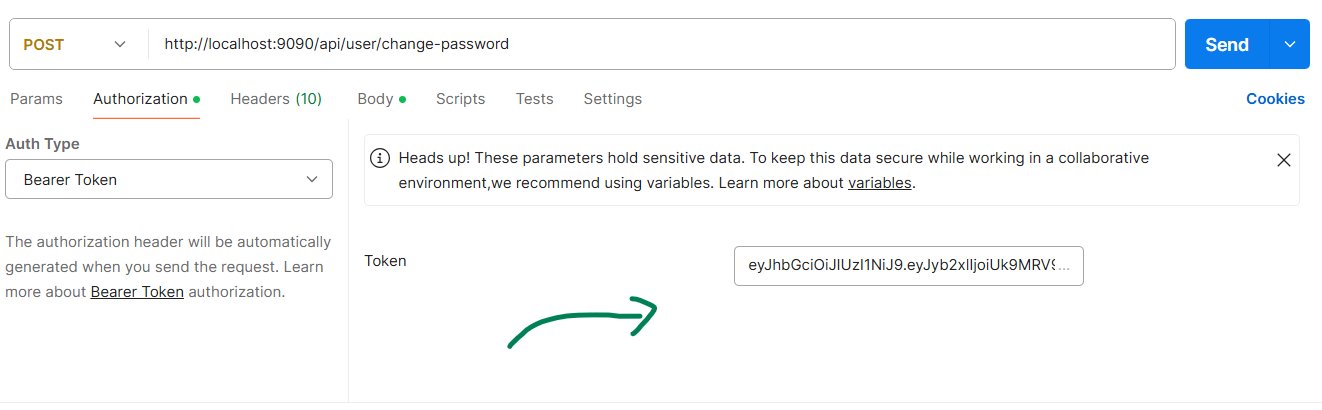 POST http://localhost:9090/api/user/change-password Send
Params Authorization Headers (10) Body Scripts Tests Settings Cookies
Auth Type
Bearer Token
The authorization header will be automatically
generated when you send the request. Learn
more about Bearer Token authorization.
Heads up! These parameters hold sensitive data. To keep this data secure while working in a collaborative
environment,we recommend using variables. Learn more about variables.
Token
eyJhbGciOiJIUzI1NiJ9.eyJyb2xlIjoiUk9MRV9...